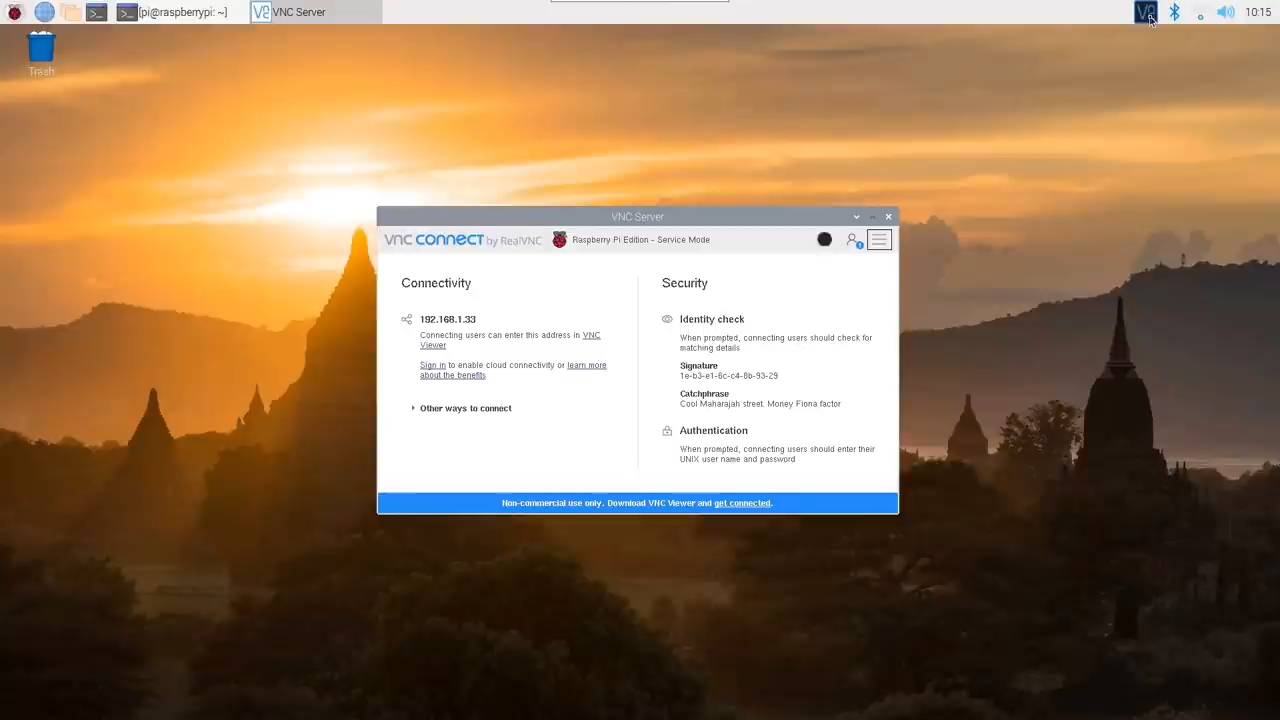 [pi@raspberrypi: ~]
VNC Server
10:15
Trash
VNC Server
VNC CONNECT by RealVNC
Raspberry Pi Edition - Service Mode
Connectivity
192.168.1.33
Connecting users can enter this address in VNC
Viewer
Sign in to enable cloud connectivity or learn more
about the benefits
Other ways to connect
Security
Identity check
When prompted, connecting users should check for
matching details
Signature
1e-b3-e1-6c-c4-8b-93-29
Catchphrase
Cool Maharajah street. Money Fiona factor
Authentication
When prompted, connecting users should enter their
UNIX user name and password
Non-commercial use only. Download VNC Viewer and get connected.